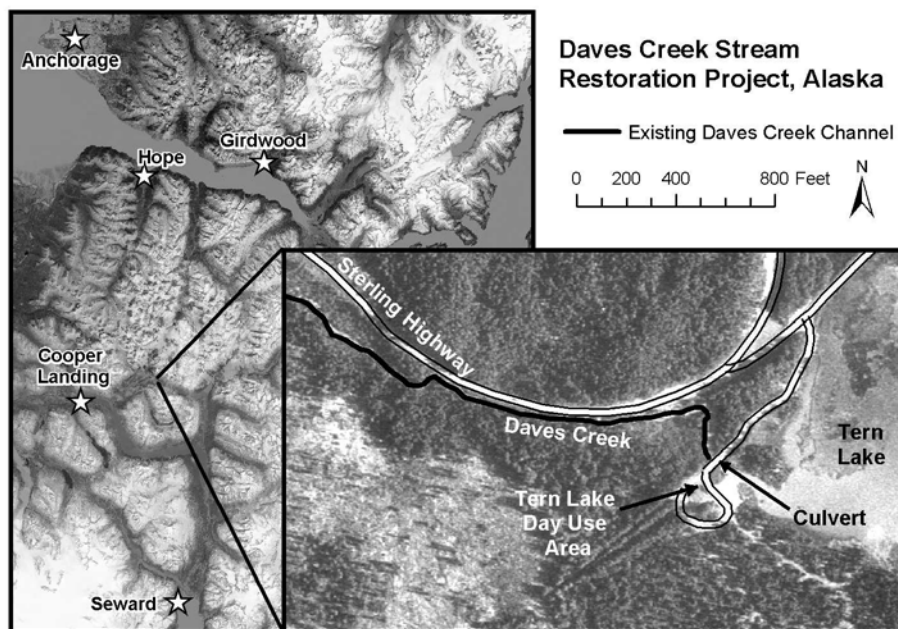 Anchorage
Hope
Girdwood
Cooper
Landing
Seward
Daves Creek Stream
Restoration Project, Alaska
Existing Daves Creek Channel
0 200 400 800 Feet
N
Sterling Highway
Daves Creek
Tern
Lake
Tern Lake
Day Use
Area
Culvert